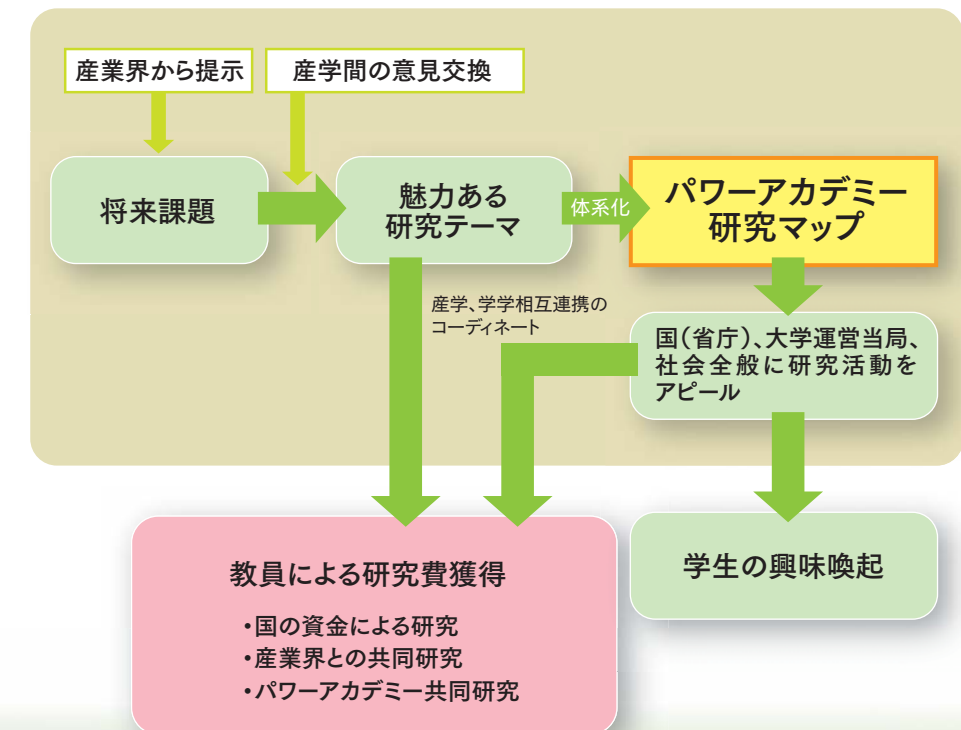 産業界から提示
産学間の意見交換
将来課題
魅力ある
研究テーマ
体系化
パワーアカデミー
研究マップ
産学、学学相互連携の
コーディネート
国（省庁）、大学運営当局、
社会全般に研究活動を
アピール
教員による研究費獲得
・国の資金による研究
・産業界との共同研究
・パワーアカデミー共同研究
学生の興味喚起